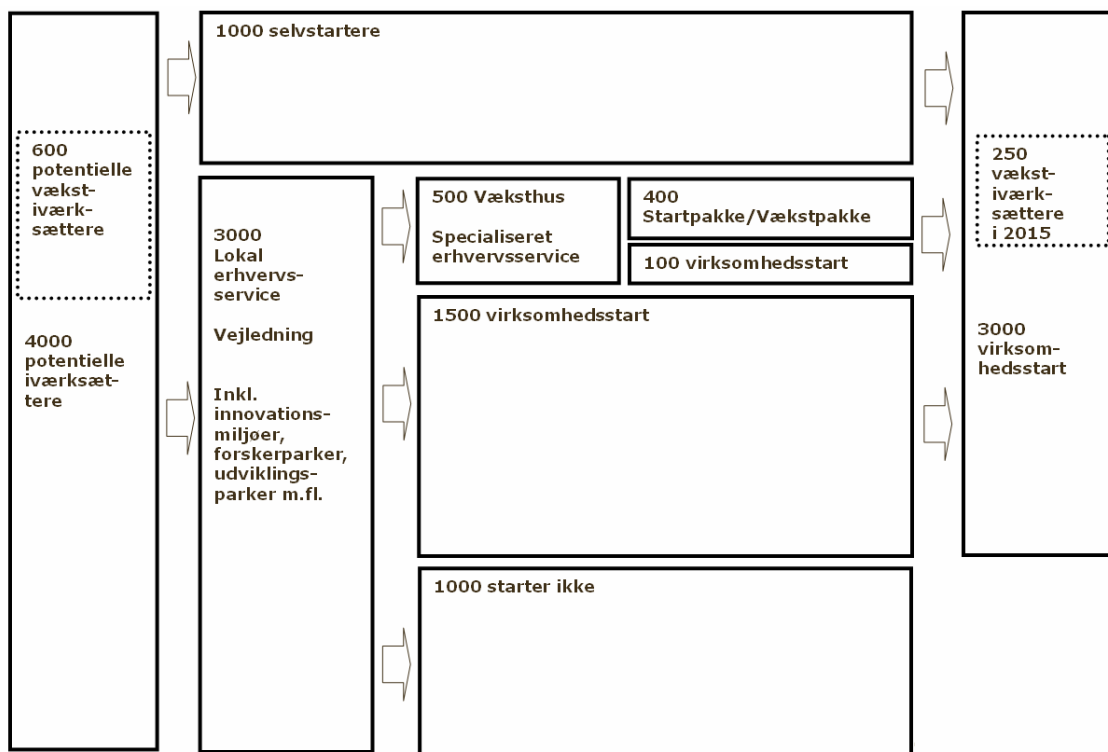 1000 selvstartere
600
potentielle
vækst-
iværk-
sættere
4000
potentielle
iværksæt-
tere
3000
Lokal
erhvervs-
service
Vejledning
Inkl.
innovations-
miljøer,
forskerparker,
udviklings-
parker m.fl.
500 Væksthus
Specialiseret
erhvervsservice
400
Startpakke/Vækstpakke
100 virksomhedsstart
1500 virksomhedsstart
1000 starter ikke
250
vækst-
iværk-
sættere
i 2015
3000
virksom-
hedsstart